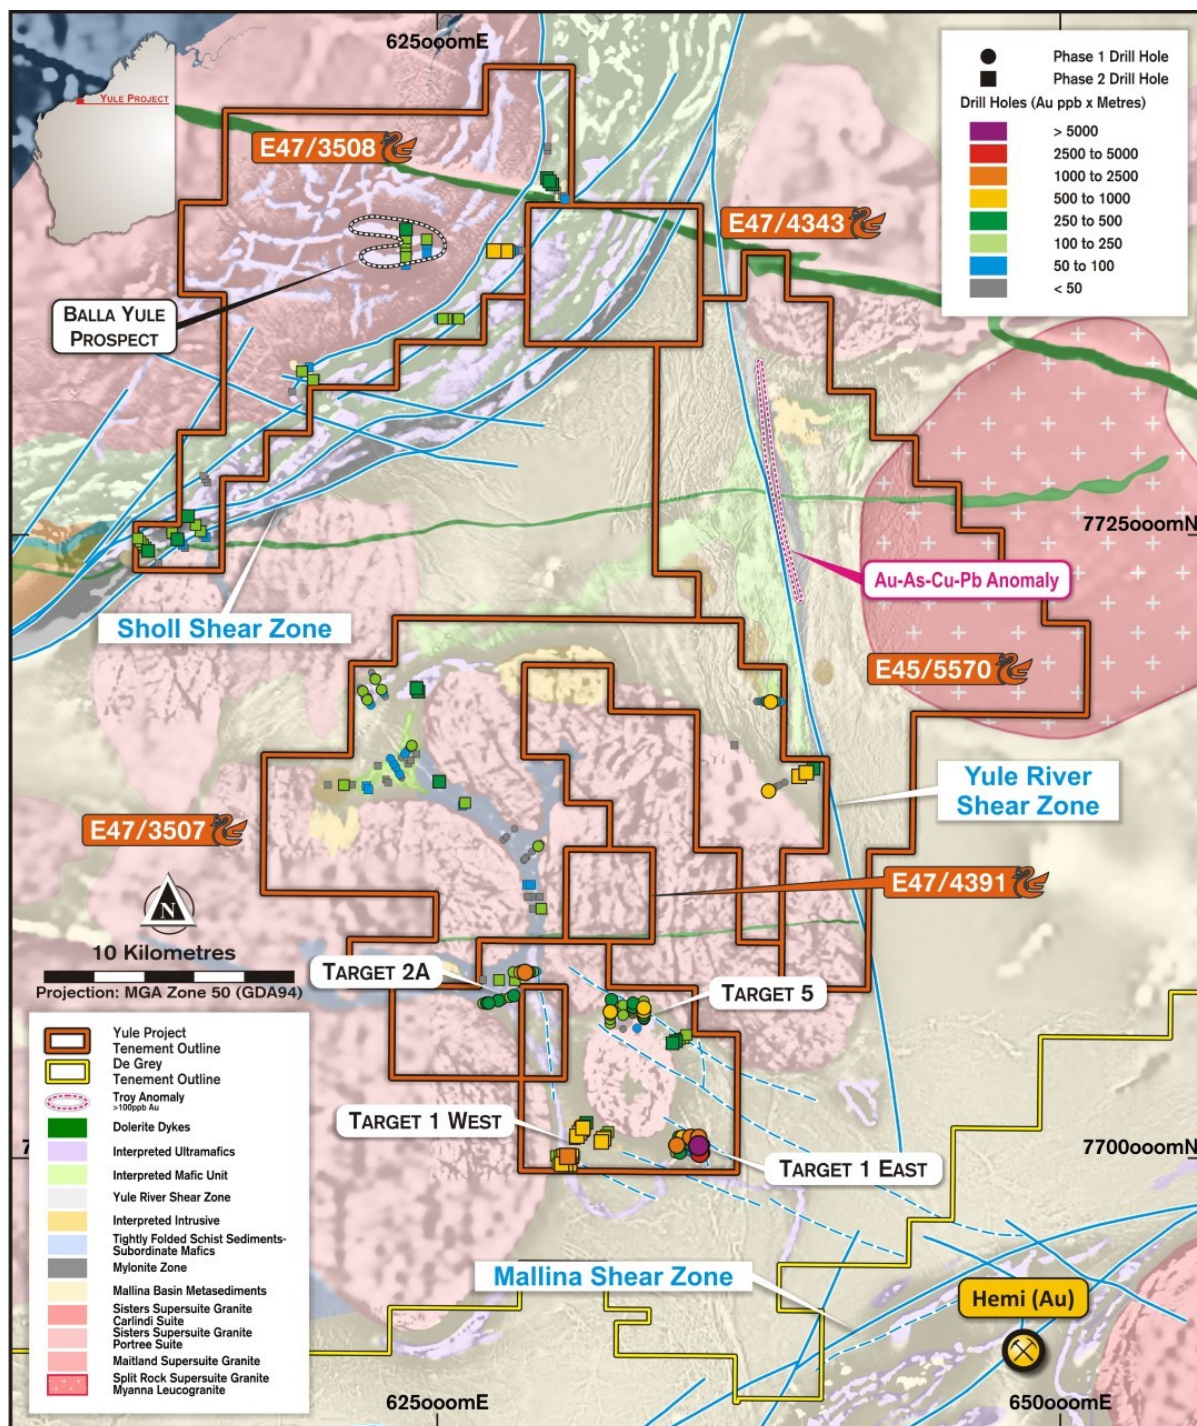 625000mE
YULE PROJECT
E47/3508
Phase 1 Drill Hole
Phase 2 Drill Hole
Drill Holes (Au ppb x Metres)
> 5000
2500 to 5000
1000 to 2500
500 to 1000
250 to 500
100 to 250
50 to 100
< 50
E47/4343
BALLA YULE
PROSPECT
7725000mN
Au-As-Cu-Pb Anomaly
Sholl Shear Zone
E45/5570
Yule River
Shear Zone
E47/3507
E47/4391
N
10 Kilometres
Projection: MGA Zone 50 (GDA94)
TARGET 2A
TARGET 5
TARGET 1 WEST
TARGET 1 EAST
7700000mN
Yule Project
Tenement Outline
De Grey
Tenement Outline
Troy Anomaly
>100ppb Au
Dolerite Dykes
Interpreted Ultramafics
Interpreted Mafic Unit
Yule River Shear Zone
Interpreted Intrusive
Tightly Folded Schist Sediments-
Subordinate Mafics
Mylonite Zone
Mallina Basin Metasediments
Sisters Supersuite Granite
Carlindi Suite
Sisters Supersuite Granite
Portree Suite
Maitland Supersuite Granite
Split Rock Supersuite Granite
Myanna Leucogranite
Mallina Shear Zone
Hemi (Au)
625000mE
650000mE